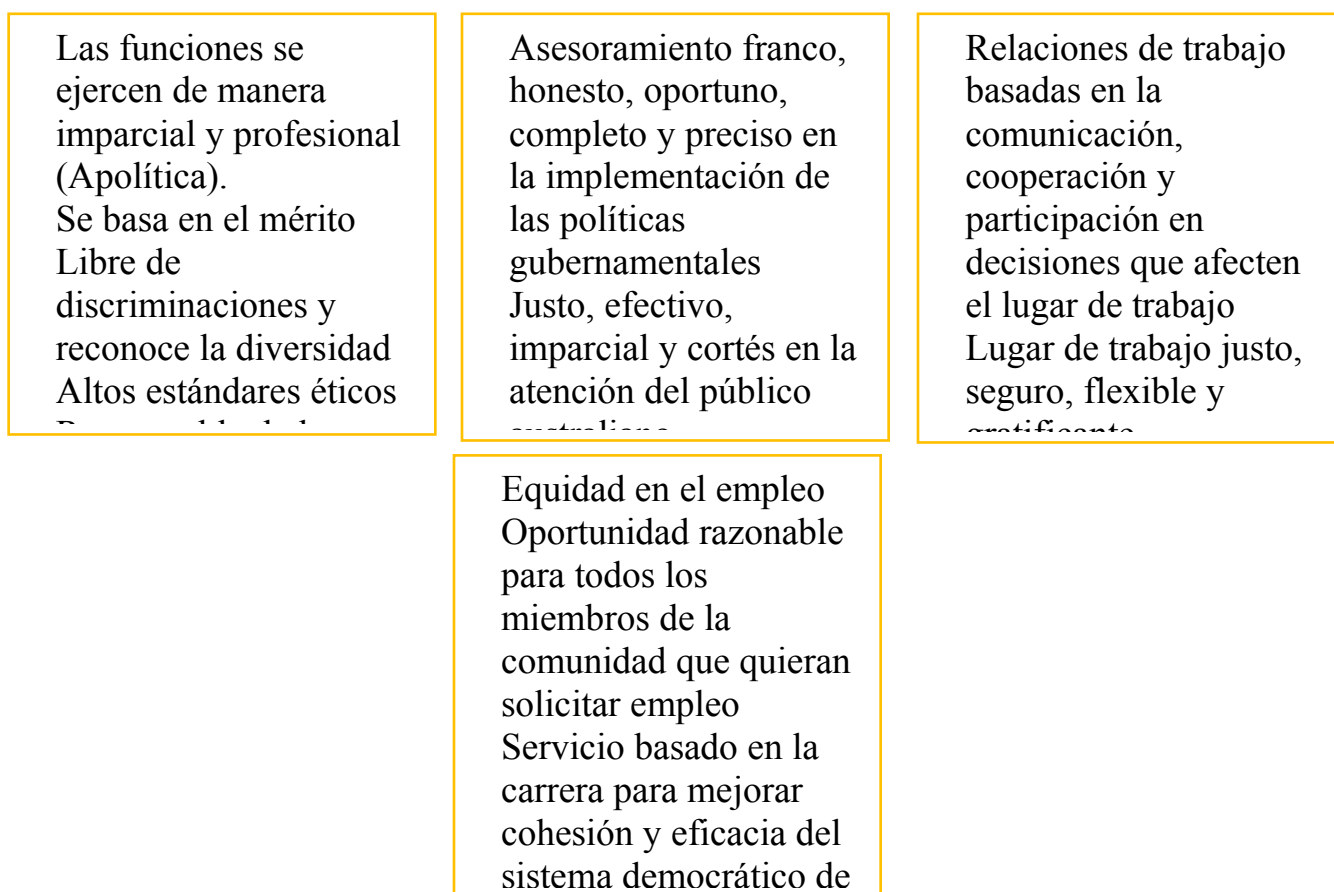 Las funciones se
ejercen de manera
imparcial y profesional
(Apolítica).
Se basa en el mérito
Libre de
discriminaciones y
reconoce la diversidad
Altos estándares éticos
Asesoramiento franco,
honesto, oportuno,
completo y preciso en
la implementación de
las políticas
gubernamentales
Justo, efectivo,
imparcial y cortés en la
atención del público
australiano
Relaciones de trabajo
basadas en la
comunicación,
cooperación y
participación en
decisiones que afecten
el lugar de trabajo
Lugar de trabajo justo,
seguro, flexible y
gratificante
Equidad en el empleo
Oportunidad razonable
para todos los
miembros de la
comunidad que quieran
solicitar empleo
Servicio basado en la
carrera para mejorar
cohesión y eficacia del
sistema democrático de